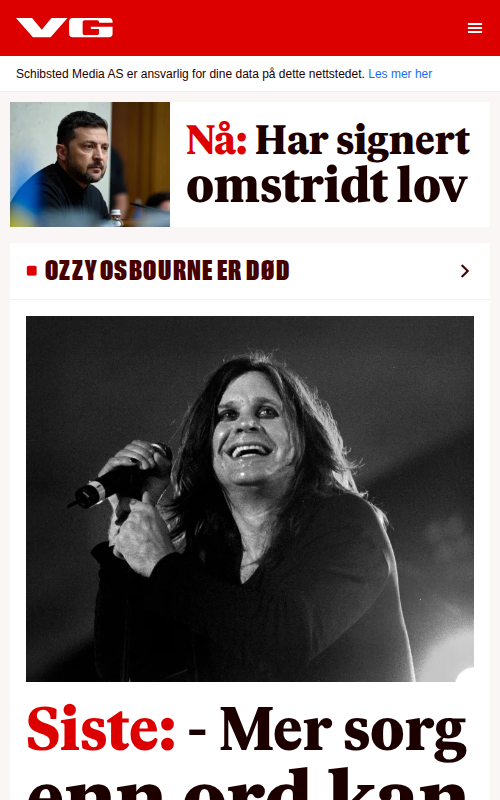 VG
Schibsted Media AS er ansvarlig for dine data på dette nettstedet. Les mer her
Nå: Har signert
omstridt lov
OZZY OSBOURNE ER DØD
Siste: - Mer sorg
enn ord kan